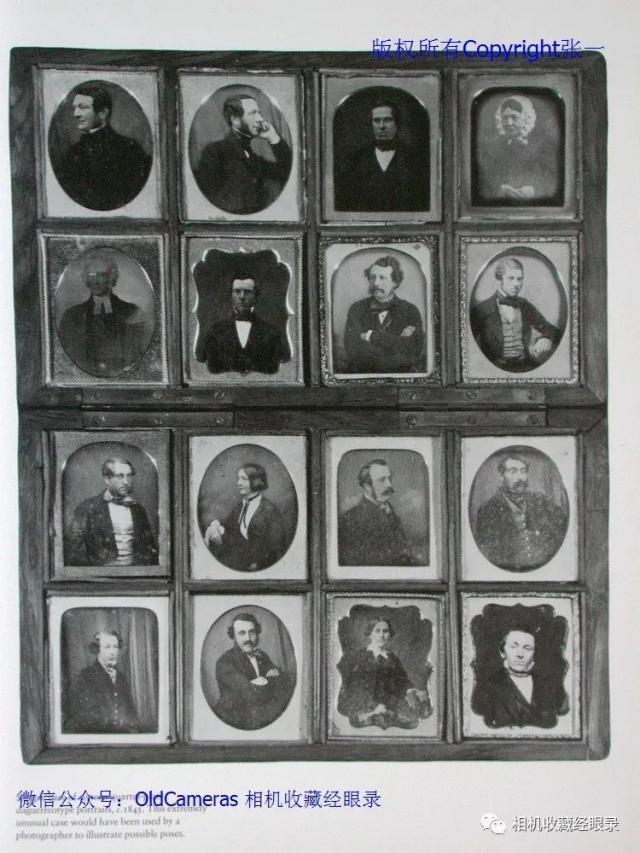 版权所有Copyright张一
微信公众号：OldCameras 相机收藏经眼录
daguerreotype portraits, c.1845. This extremely
unusual case would have been used by a
photographer to illustrate possible poses.
相机收藏经眼录